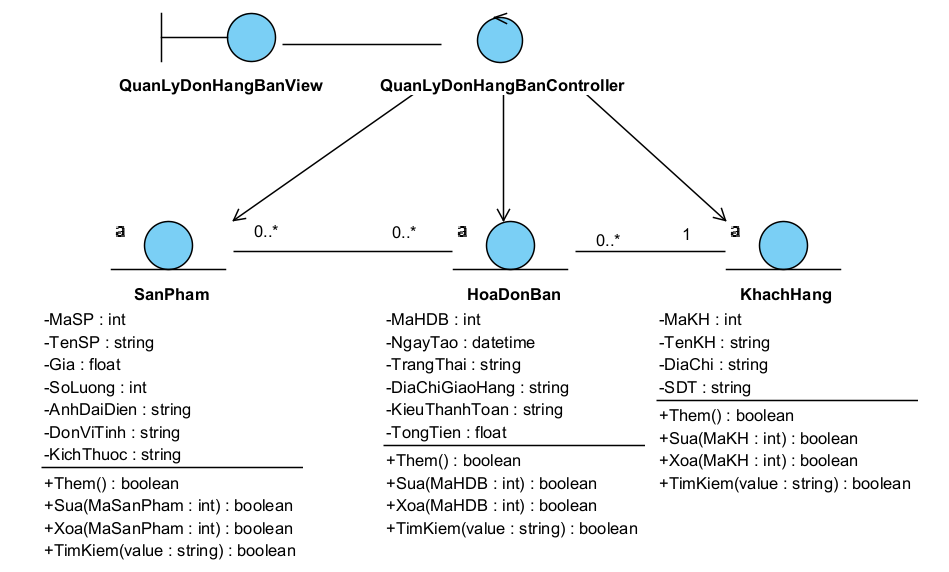 QuanLyDonHangBanView
QuanLyDonHangBanController
a
0..*
0..*
a
0..*
1
a
SanPham
-MaSP : int
-TenSP : string
-Gia : float
-SoLuong : int
-AnhDaiDien : string
-DonViTinh : string
-KichThuoc : string
+Them() : boolean
+Sua(MaSanPham : int) : boolean
+Xoa(MaSanPham : int) : boolean
+TimKiem(value : string) : boolean
HoaDonBan
-MaHDB : int
-NgayTao : datetime
-TrangThai : string
-DiaChiGiaoHang : string
-KieuThanhToan : string
-TongTien : float
+Them() : boolean
+Sua(MaHDB : int) : boolean
+Xoa(MaHDB : int) : boolean
+TimKiem(value : string) : boolean
KhachHang
-MaKH : int
-TenKH : string
-DiaChi : string
-SDT : string
+Them() : boolean
+Sua(MaKH : int) : boolean
+Xoa(MaKH : int) : boolean
+TimKiem(value : string) : boolean